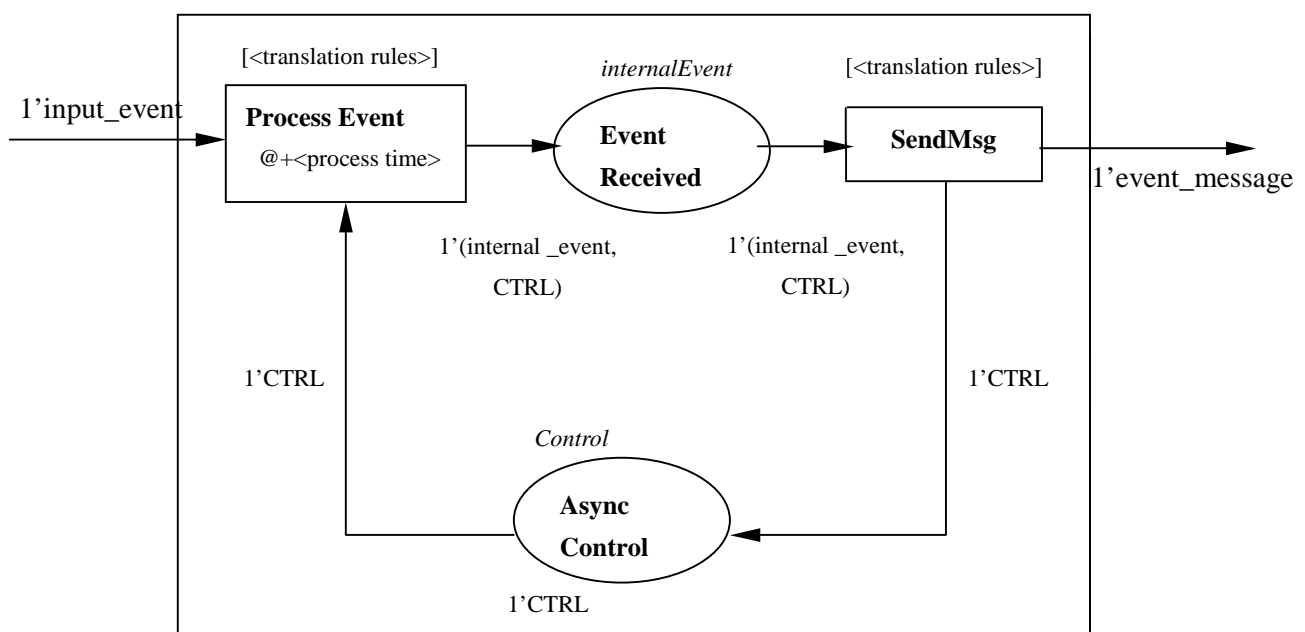 [<translation rules>]
internalEvent
[<translation rules>]
1’input_event
Process Event
@+<process time>
Event
Received
SendMsg
1’event_message
1’(internal _event,
CTRL)
1’(internal _event,
CTRL)
1’CTRL
1’CTRL
Control
Async
Control
1’CTRL